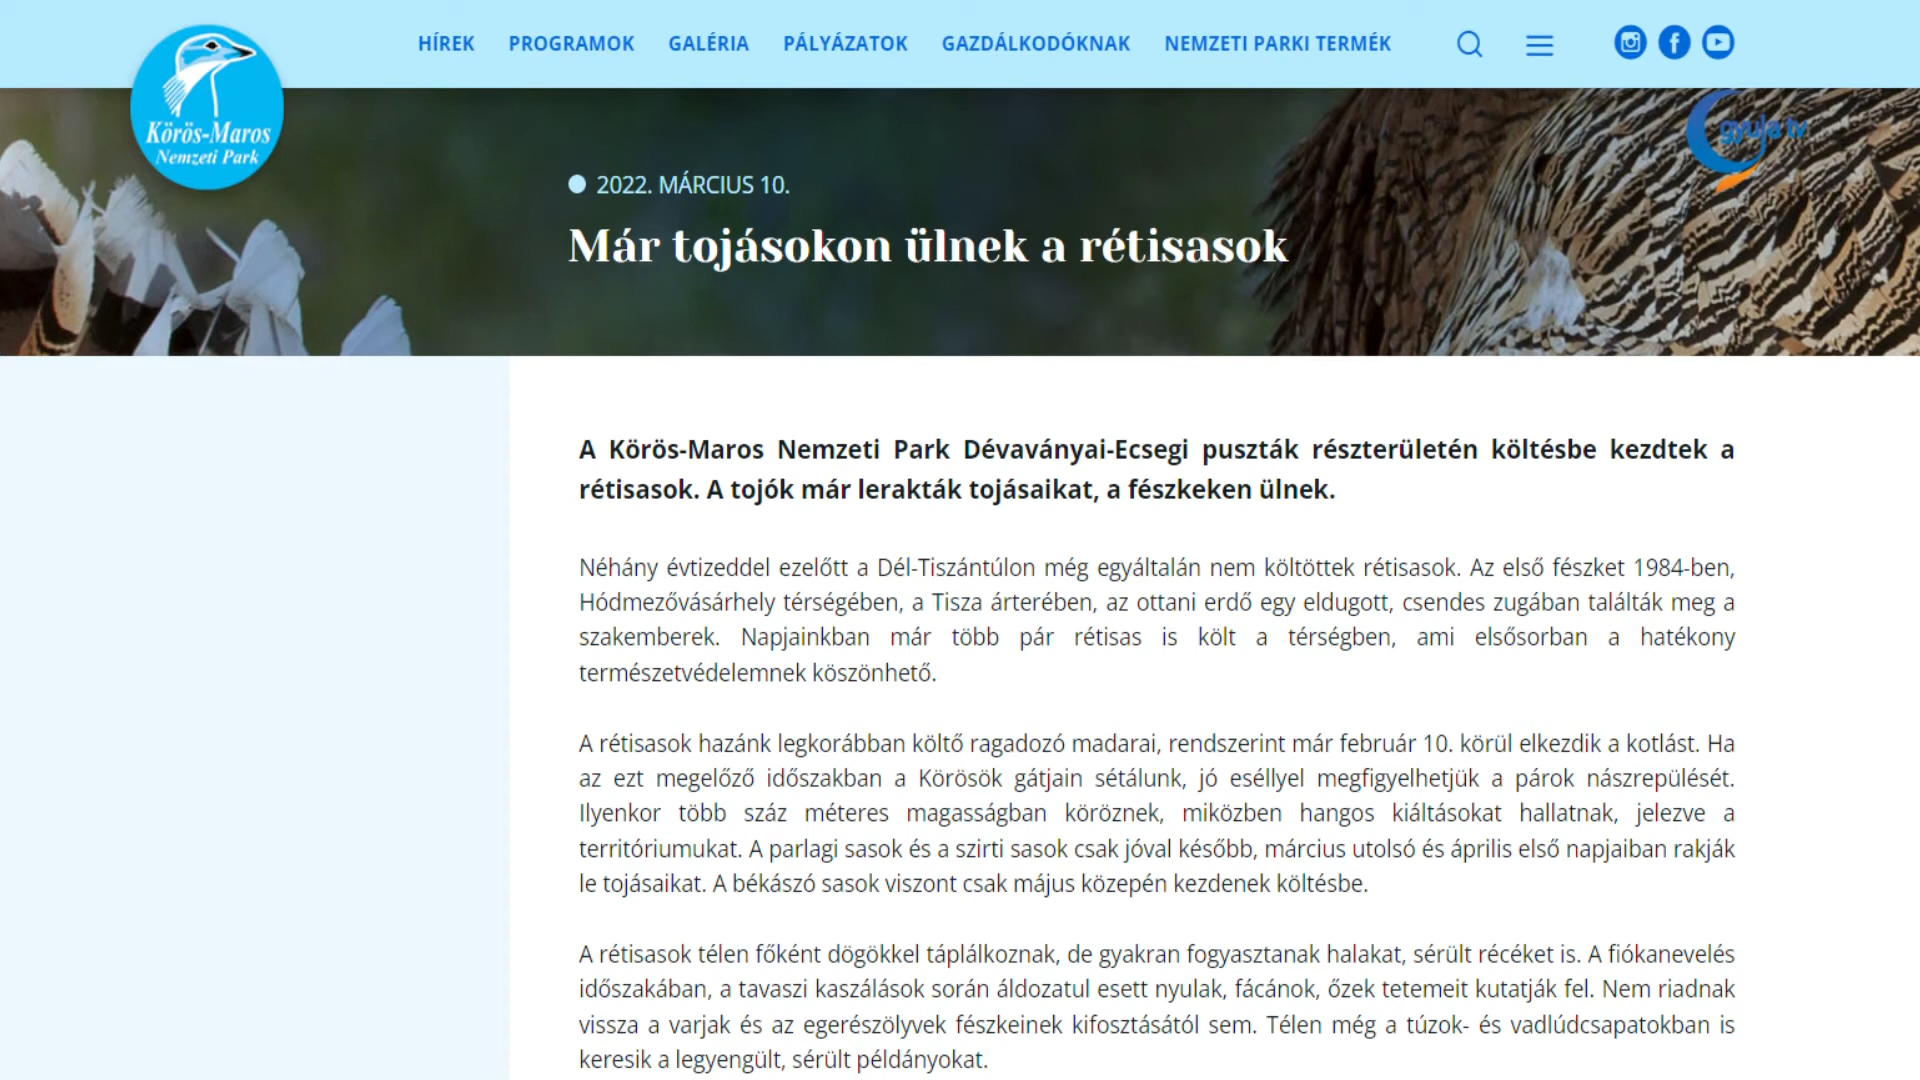 HÍREK PROGRAMOK GALÉRIA PÁLYÁZATOK GAZDÁLKODÓKNAK NEMZETI PARKI TERMÉK
Körös-Maros
Nemzeti Park
gyula tv
2022. MÁRCIUS 10.
Már tojásokon ülnek a rétisasok
A Körös-Maros Nemzeti Park Dévaványai-Ecsegi puszták részterületén költésbe kezdtek a
rétisasok. A tojók már lerakták tojásaikat, a fészkeken ülnek.
Néhány évtizeddel ezelőtt a Dél-Tiszántúlon még egyáltalán nem költöttek rétisasok. Az első fészket 1984-ben,
Hódmezővásárhely térségében, a Tisza árterében, az ottani erdő egy eldugott, csendes zugában találták meg a
szakemberek. Napjainkban már több pár rétisas is költ a térségben, ami elsősorban a hatékony
természetvédelemnek köszönhető.
A rétisasok hazánk legkorábban költő ragadozó madarai, rendszerint már február 10. körül elkezdik a kotlást. Ha
az ezt megelőző időszakban a Körösök gátjain sétálunk, jó eséllyel megfigyelhetjük a párok nászrepülését.
Ilyenkor több száz méteres magasságban köröznek, miközben hangos kiáltásokat hallatnak, jelezve a
territóriumukat. A parlagi sasok és a szirti sasok csak jóval később, március utolsó és április első napjaiban rakják
le tojásaikat. A békászó sasok viszont csak május közepén kezdenek költésbe.
A rétisasok télen főként dögökkel táplálkoznak, de gyakran fogyasztanak halakat, sérült récéket is. A fiókanevelés
időszakában, a tavaszi kaszálások során áldozatul esett nyulak, fácánok, őzek tetemeit kutatják fel. Nem riadnak
vissza a varjak és az egerészölyvek fészkeinek kifosztásától sem. Télen még a túzok- és vadlúdcsapatokban is
keresik a legyengült, sérült példányokat.